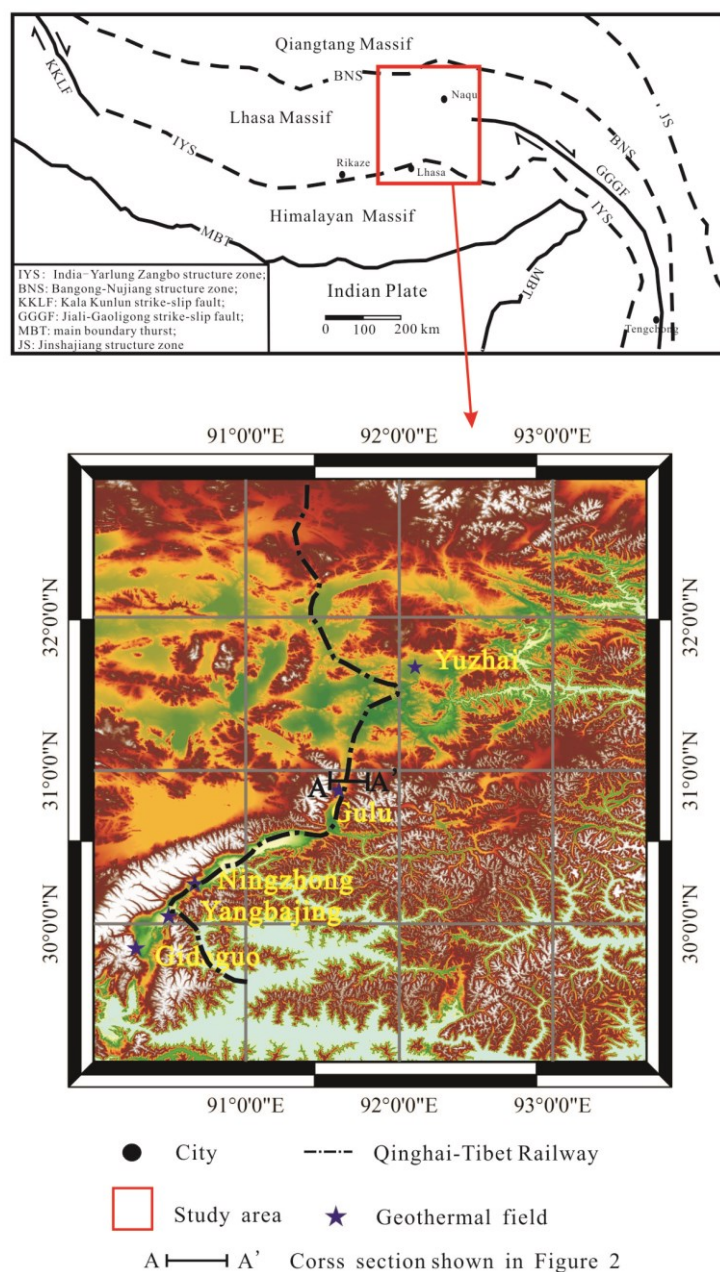 Qiangtang Massif
BNS
Naqu
JS
KKLF
Lhasa Massif
IYS
Rikaze
Lhasa
BNS
GGGF
IYS
MBT
Himalayan Massif
MBT
Indian Plate
0 100 200 km
Tengchong
IYS: India-Yarlung Zangbo structure zone;
BNS: Bangong-Nujiang structure zone;
KKLF: Kala Kunlun strike-slip fault;
GGGF: Jiali-Gaoligong strike-slip fault;
MBT: main boundary thurst;
JS: Jinshajiang structure zone
91°0'0"E 92°0'0"E 93°0'0"E
32°0'0"N 32°0'0"N
Yuzhai
31°0'0"N 31°0'0"N
A A'
Gulu
Ningzhong
Yangbajing
30°0'0"N 30°0'0"N
91°0'0"E 92°0'0"E 93°0'0"E
City Qinghai-Tibet Railway
Study area Geothermal field
A A' Corss section shown in Figure 2